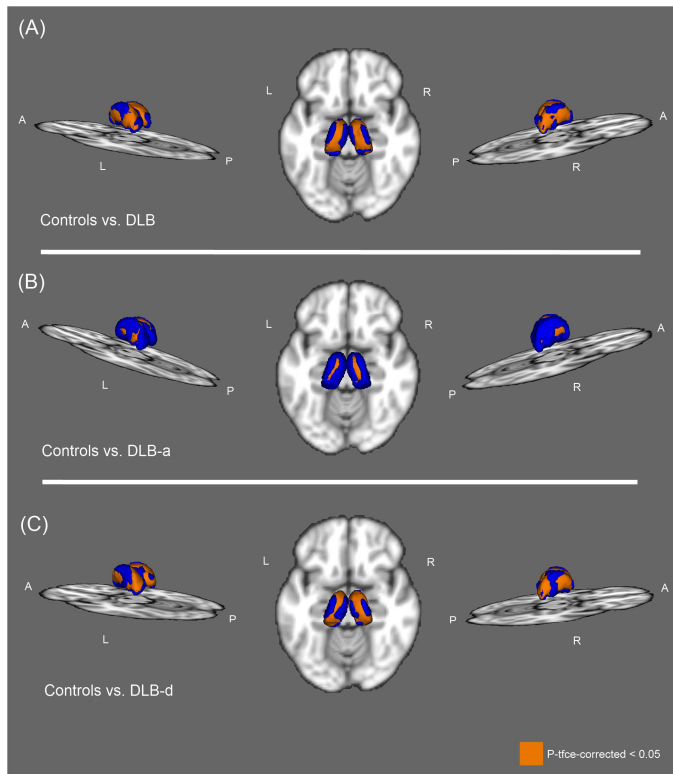 (A)
L
R
A
A
L
P
P
R
Controls vs. DLB
(B)
L
R
A
A
L
P
P
R
Controls vs. DLB-a
(C)
L
R
A
A
P
P
L
R
Controls vs. DLB-d
P-tfce-corrected < 0.05